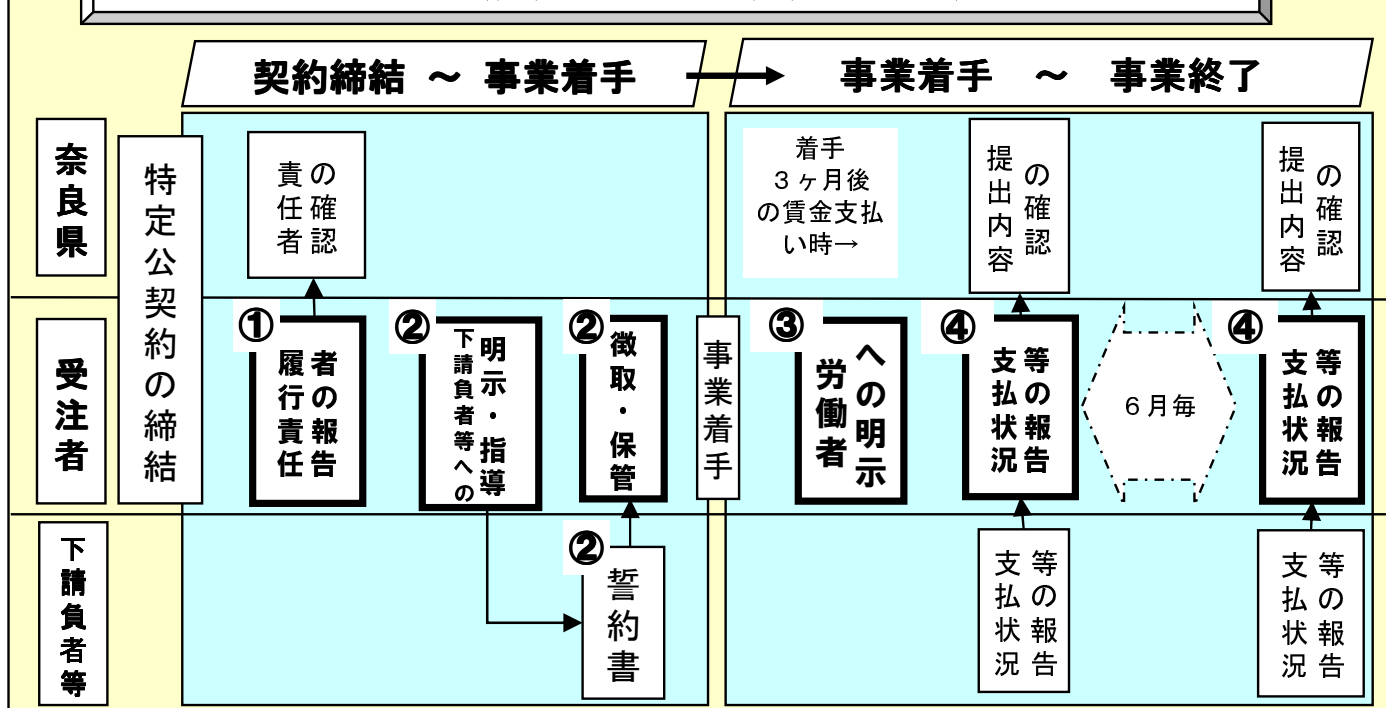 契約締結 ～ 事業着手
事業着手 ～ 事業終了
奈良県
特定公契約の締結
責任者
の確認
着手
３ヶ月後
の賃金支払
い時→
提出内容
の確認
提出内容
の確認
受注者
①
履行責任
者の報告
②
下請負者等への
明示・指導
②
徴取・保管
事業着手
③
労働者
への明示
④
支払状況
等の報告
６月毎
④
支払状況
等の報告
下請負者等
②
誓約書
支払状況
等の報告
支払状況
等の報告